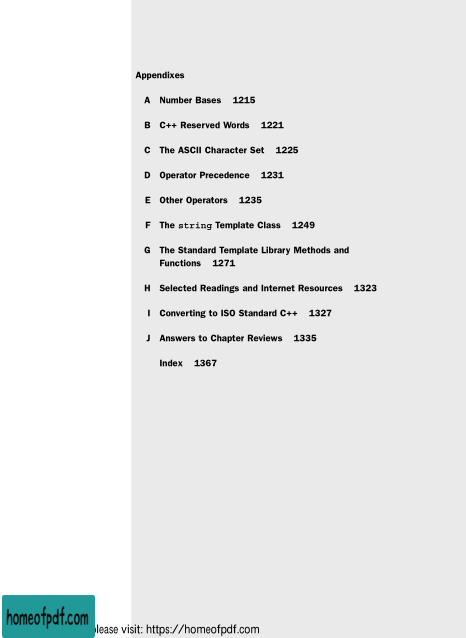 Appendixes
A Number Bases 1215
B C++ Reserved Words 1221
C The ASCII Character Set 1225
D Operator Precedence 1231
E Other Operators 1235
F The string Template Class 1249
G The Standard Template Library Methods and
Functions 1271
H Selected Readings and Internet Resources 1323
I Converting to ISO Standard C++ 1327
J Answers to Chapter Reviews 1335
Index 1367
homeofpdf.com
please visit: https://homeofpdf.com